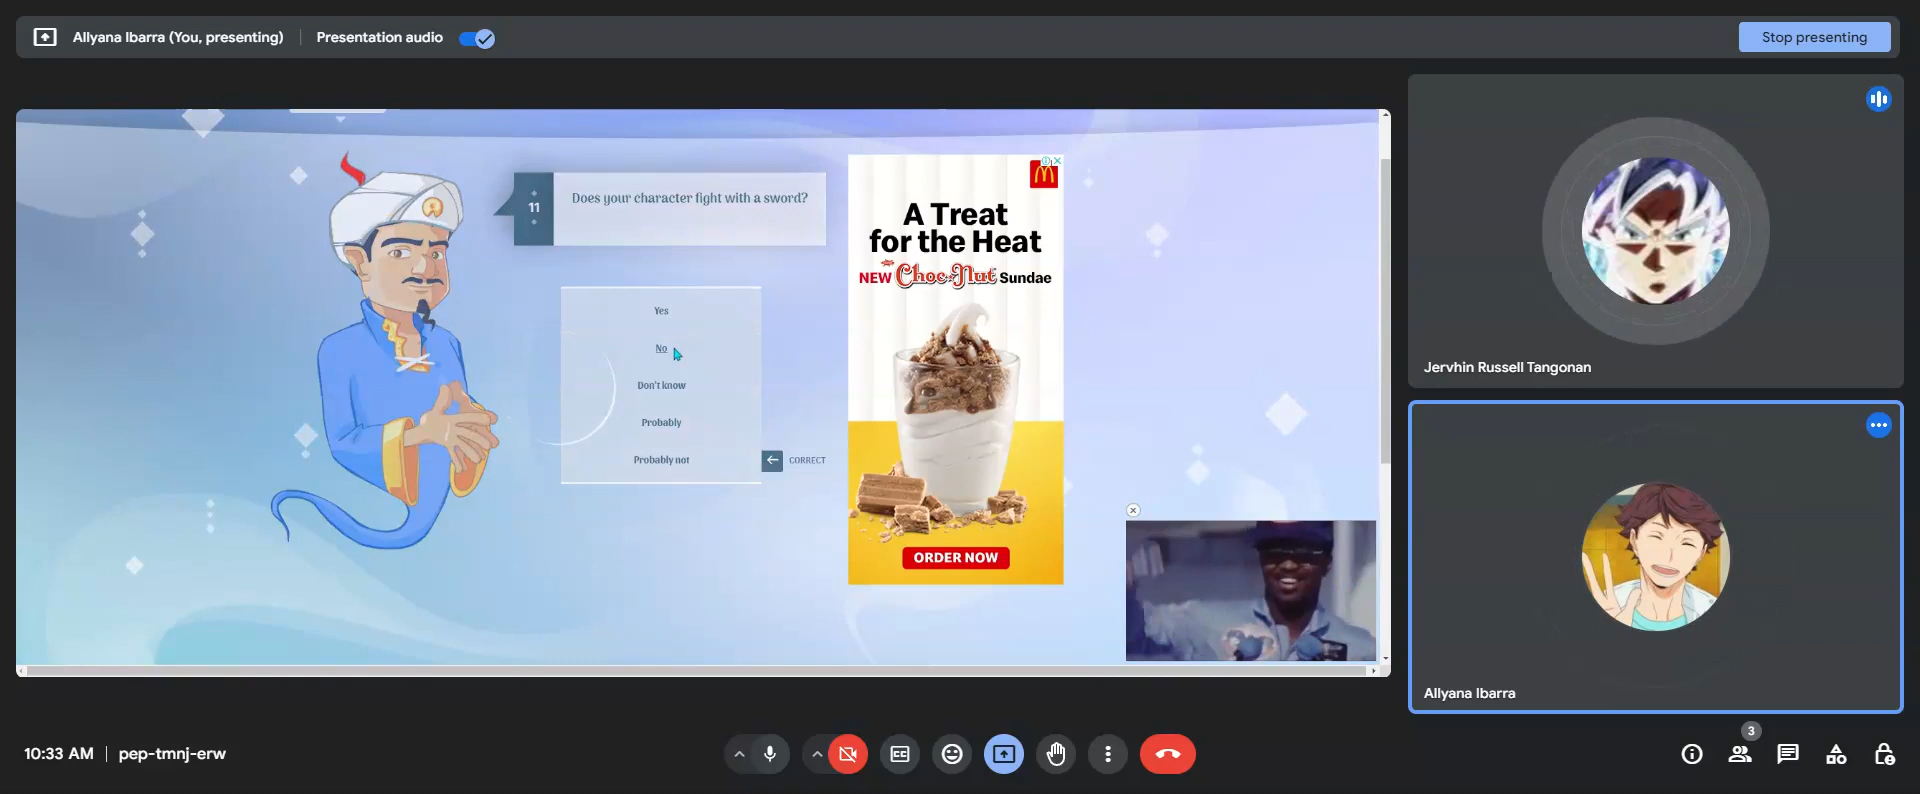 Allyana Ibarra (You, presenting)
Presentation audio
Stop presenting
11
Does your character fight with a sword?
Yes
No
Don't know
Probably
Probably not
CORRECT
A Treat
for the Heat
NEW Choc-Nut Sundae
ORDER NOW
Jervhin Russell Tangonan
Allyana Ibarra
10:33 AM
pep-tmnj-erw
CC
3